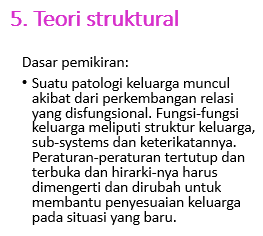 5. Teori struktural
Dasar pemikiran:
• Suatu patologi keluarga muncul
akibat dari perkembangan relasi
yang disfungsional. Fungsi-fungsi
keluarga meliputi struktur keluarga,
sub-systems dan keterikatannya.
Peraturan-peraturan tertutup dan
terbuka dan hirarki-nya harus
dimengerti dan dirubah untuk
membantu penyesuaian keluarga
pada situasi yang baru.